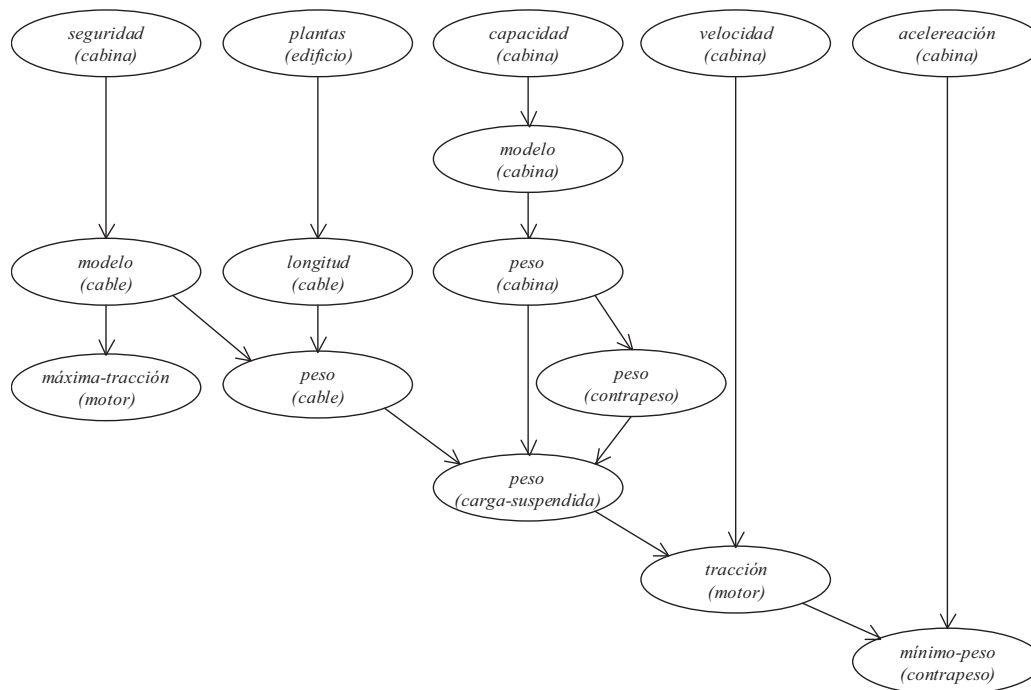 seguridad
(cabina)
plantas
(edificio)
capacidad
(cabina)
velocidad
(cabina)
acelereación
(cabina)
modelo
(cabina)
modelo
(cable)
longitud
(cable)
peso
(cabina)
máxima-tracción
(motor)
peso
(cable)
peso
(contrapeso)
peso
(carga-suspendida)
tracción
(motor)
mínimo-peso
(contrapeso)